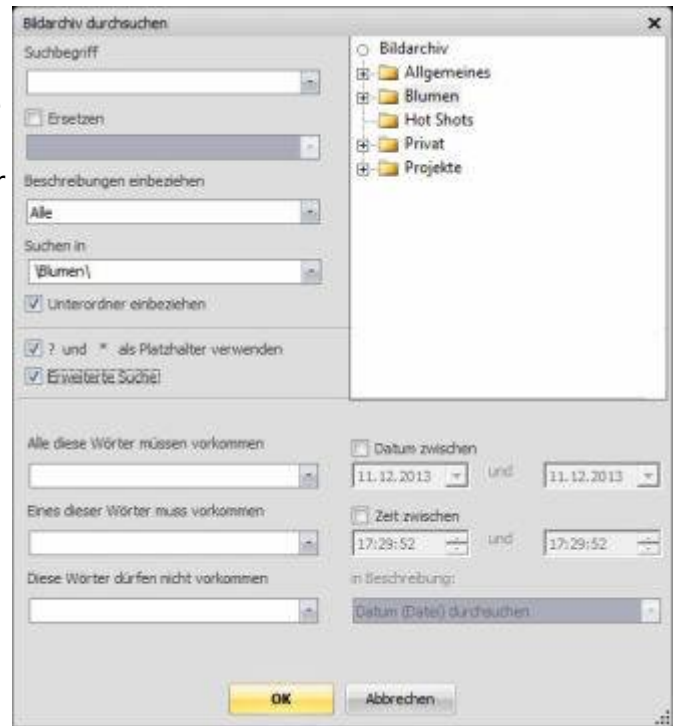 Bildarchiv durchsuchen
Suchbegriff
Ersetzen
Beschreibungen einbeziehen
Alle
Suchen in
\Blumen\
Unterordner einbeziehen
? und * als Platzhalter verwenden
Erweiterte Suche!
Bildarchiv
Allgemeines
Blumen
Hot Shots
Privat
Projekte
Alle diese Wörter müssen vorkommen
Eines dieser Wörter muss vorkommen
Diese Wörter dürfen nicht vorkommen
Datum zwischen
11.12.2013 und 11.12.2013
Zeit zwischen
17:29:52 und 17:29:52
in Beschreibung:
Datum (Datei) durchsuchen
OK Abbrechen